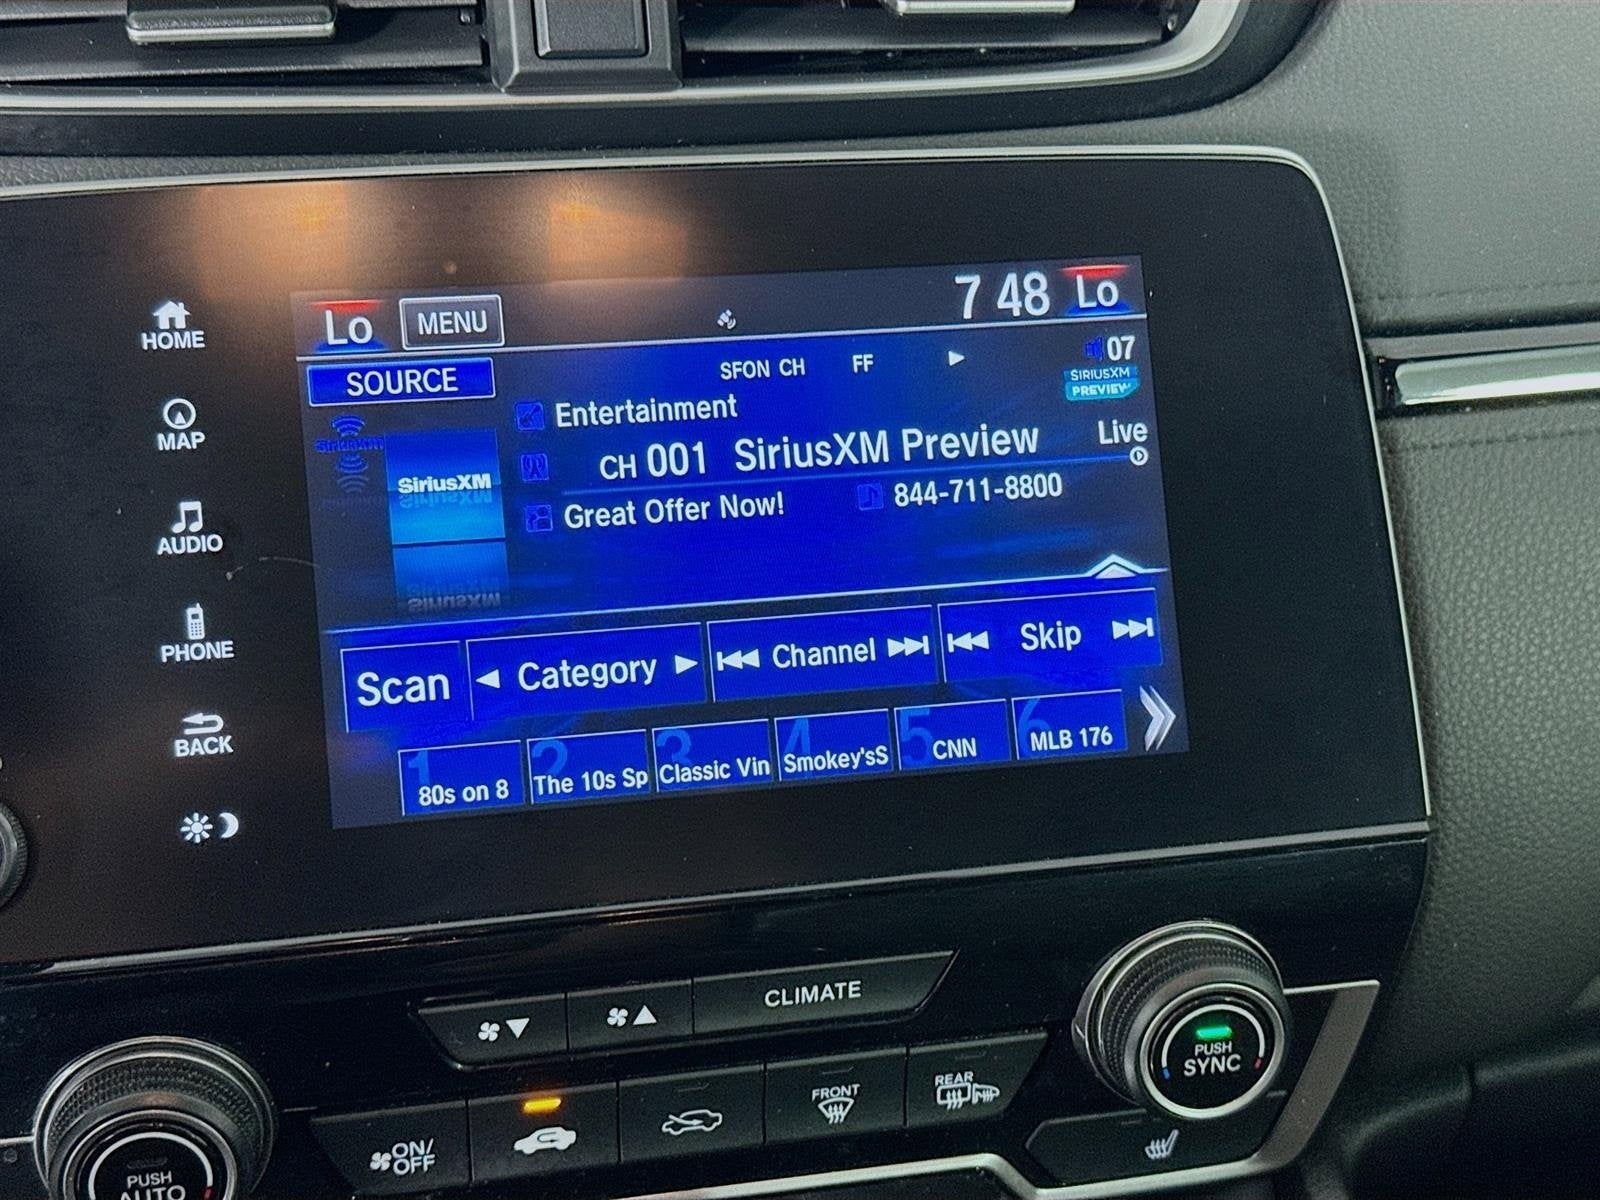 Lo MENU 7 48 Lo
SFON CH FF 07
SOURCE SIRIUSXM
PREVIEW
Entertainment
SiriusXM CH 001 SiriusXM Preview Live
Great Offer Now! 844-711-8800
Scan Category Channel Skip
1 80s on 8
2 The 10s Sp
3 Classic Vin
4 Smokey'sS
5 CNN
6 MLB 176
HOME
MAP
AUDIO
PHONE
BACK
CLIMATE
PUSH
SYNC
FRONT
REAR
ON/
OFF
PUSH
AUTO